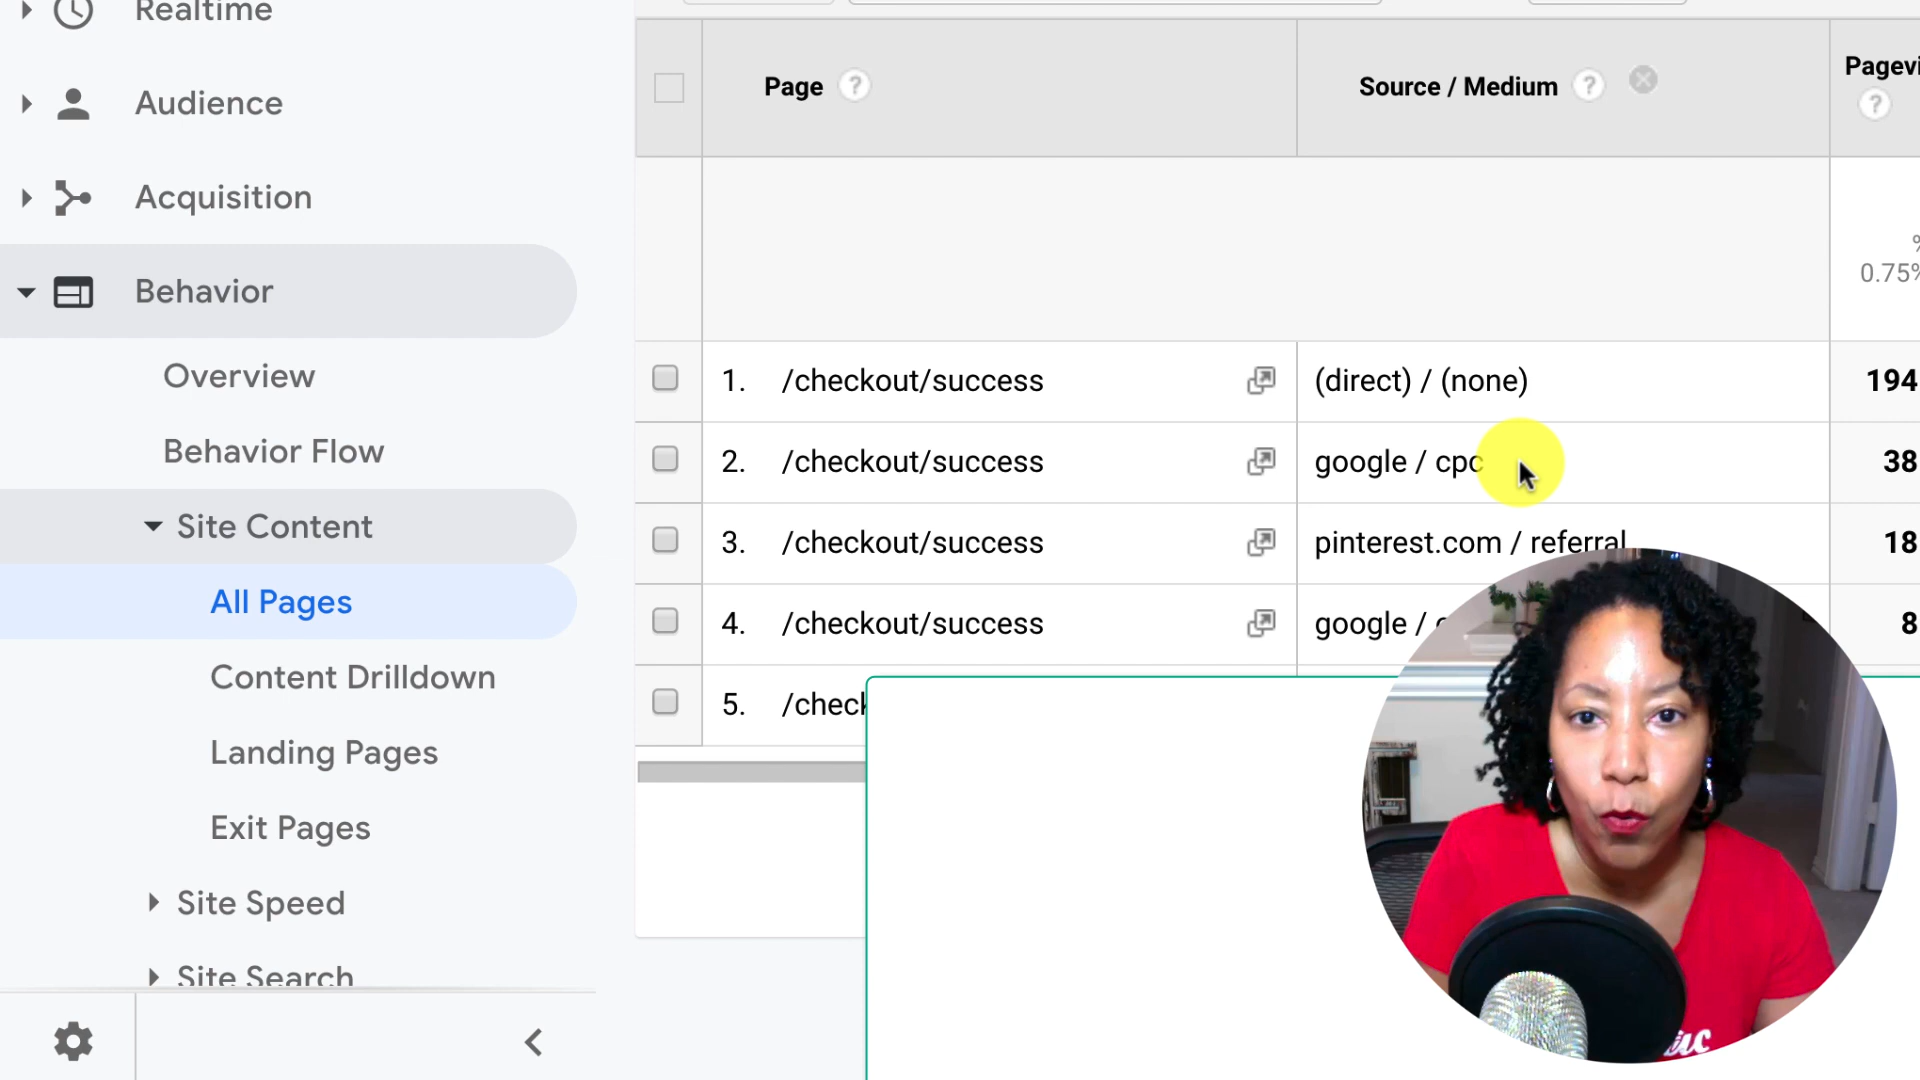 Realtime
Audience
Acquisition
Behavior
Overview
Behavior Flow
Site Content
All Pages
Content Drilldown
Landing Pages
Exit Pages
Site Speed
Site Search
Page ?
Source / Medium ?
Pagevi
?
%
0.75%
1. /checkout/success (direct) / (none) 194
2. /checkout/success google / cpc 38
3. /checkout/success pinterest.com / referral 18
4. /checkout/success google / 8
5. /check